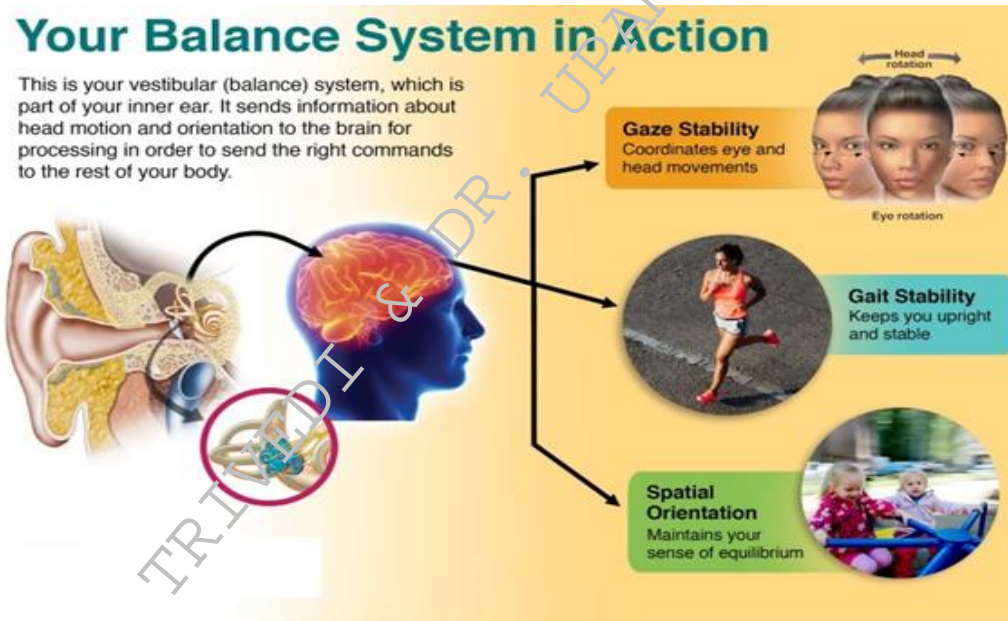 Your Balance System in Action
This is your vestibular (balance) system, which is
part of your inner ear. It sends information about
head motion and orientation to the brain for
processing in order to send the right commands
to the rest of your body.
Head
rotation
Gaze Stability
Coordinates eye and
head movements
Eye rotation
Gait Stability
Keeps you upright
and stable
Spatial
Orientation
Maintains your
sense of equilibrium
TRIVEDI & DR. UPA